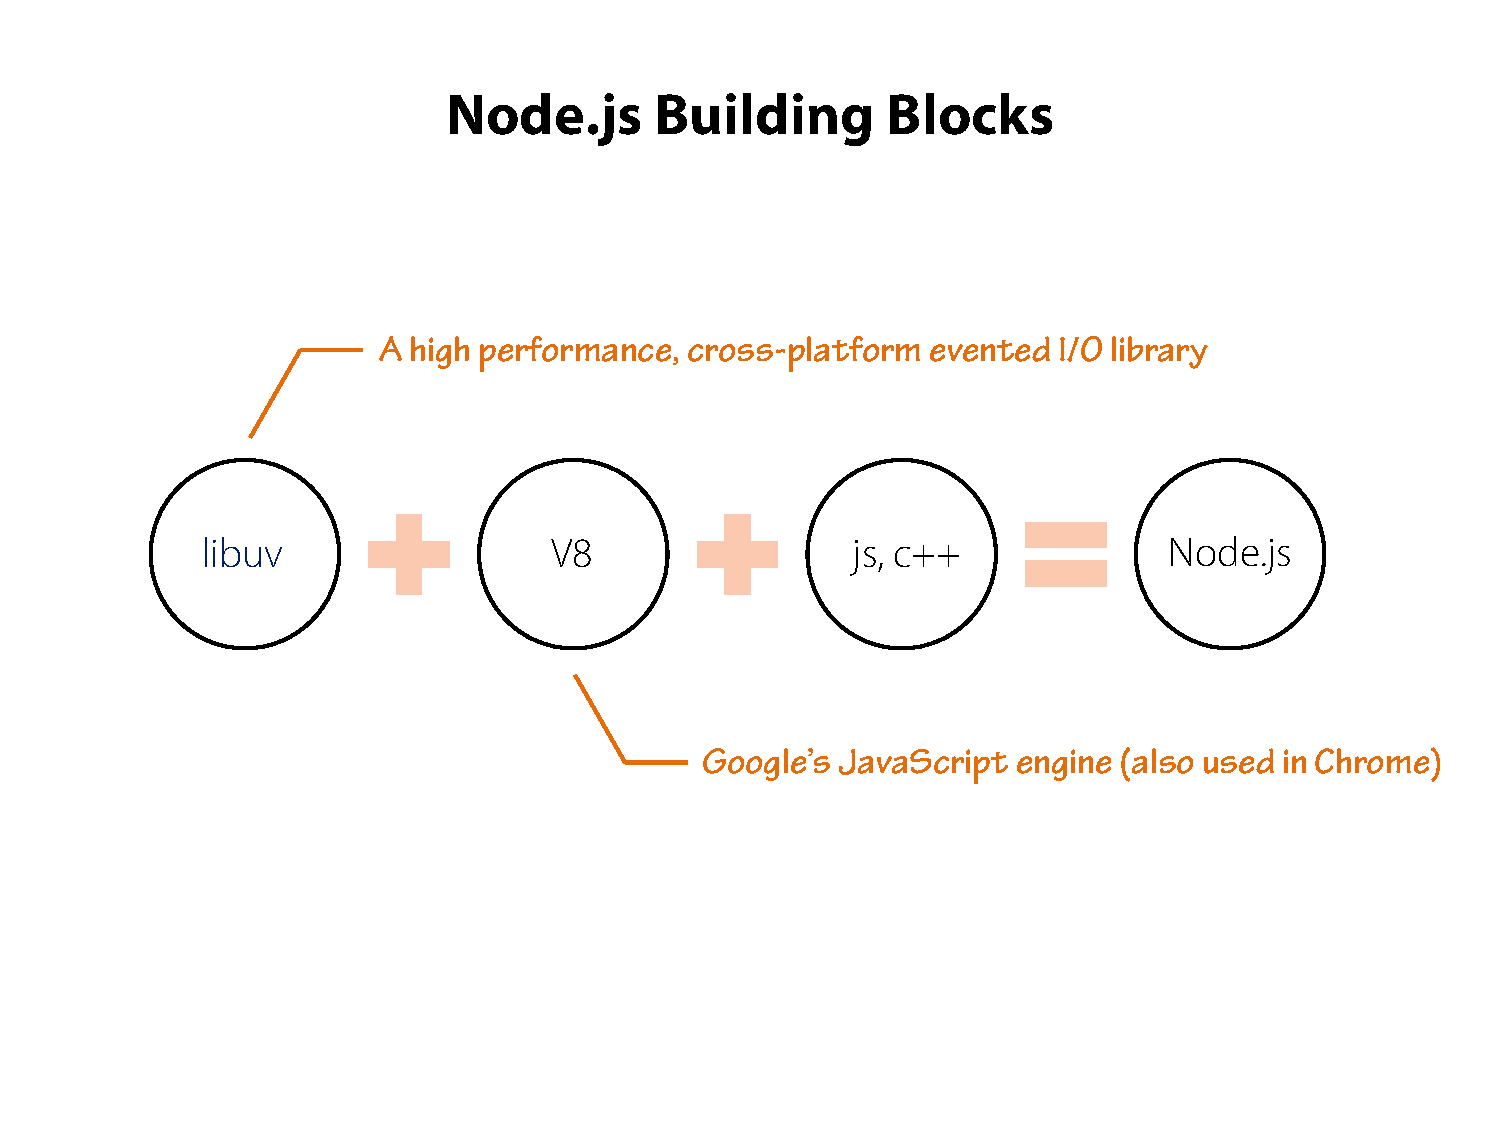 Node.js Building Blocks
A high performance, cross-platform evented I/O library
libuv
V8
js, c++
Node.js
Google’s JavaScript engine (also used in Chrome)